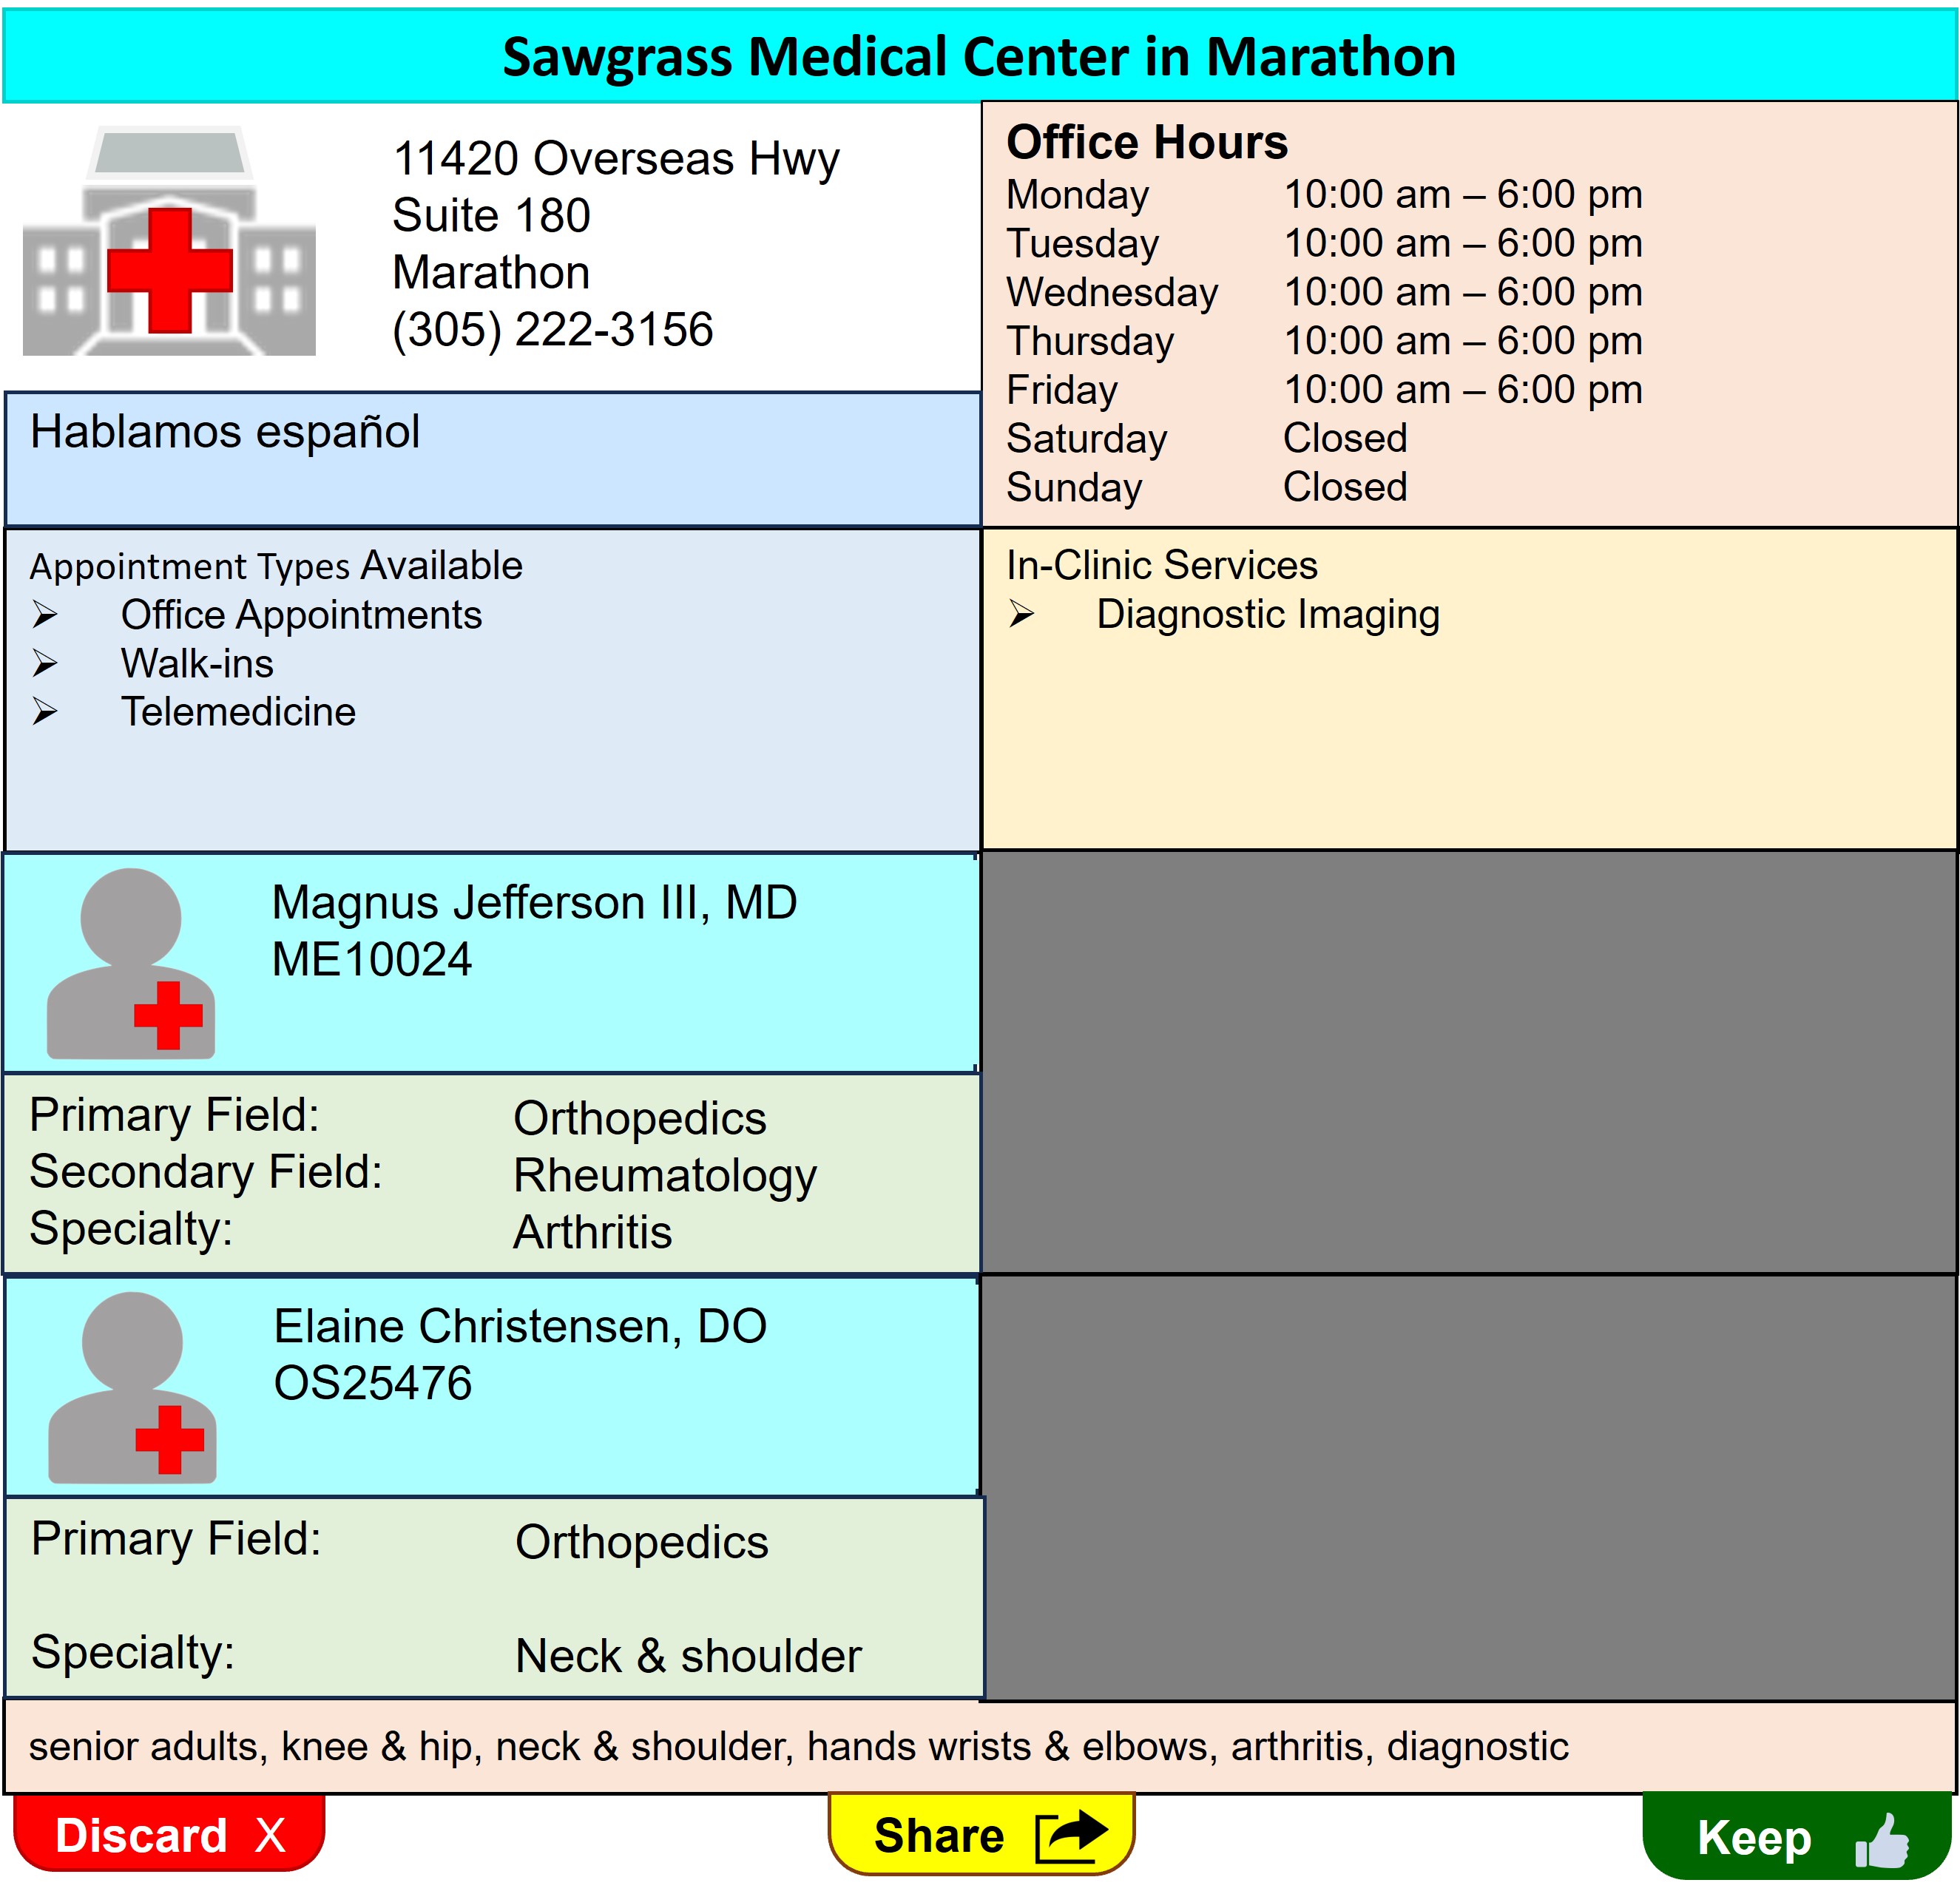 Sawgrass Medical Center in Marathon
11420 Overseas Hwy
Suite 180
Marathon
(305) 222-3156
Office Hours
Monday 10:00 am – 6:00 pm
Tuesday 10:00 am – 6:00 pm
Wednesday 10:00 am – 6:00 pm
Thursday 10:00 am – 6:00 pm
Friday 10:00 am – 6:00 pm
Saturday Closed
Sunday Closed
Hablamos español
Appointment Types Available
➢ Office Appointments
➢ Walk-ins
➢ Telemedicine
In-Clinic Services
➢ Diagnostic Imaging
Magnus Jefferson III, MD
ME10024
Primary Field: Orthopedics
Secondary Field: Rheumatology
Specialty: Arthritis
Elaine Christensen, DO
OS25476
Primary Field: Orthopedics
Specialty: Neck & shoulder
senior adults, knee & hip, neck & shoulder, hands wrists & elbows, arthritis, diagnostic
Discard X
Share
Keep